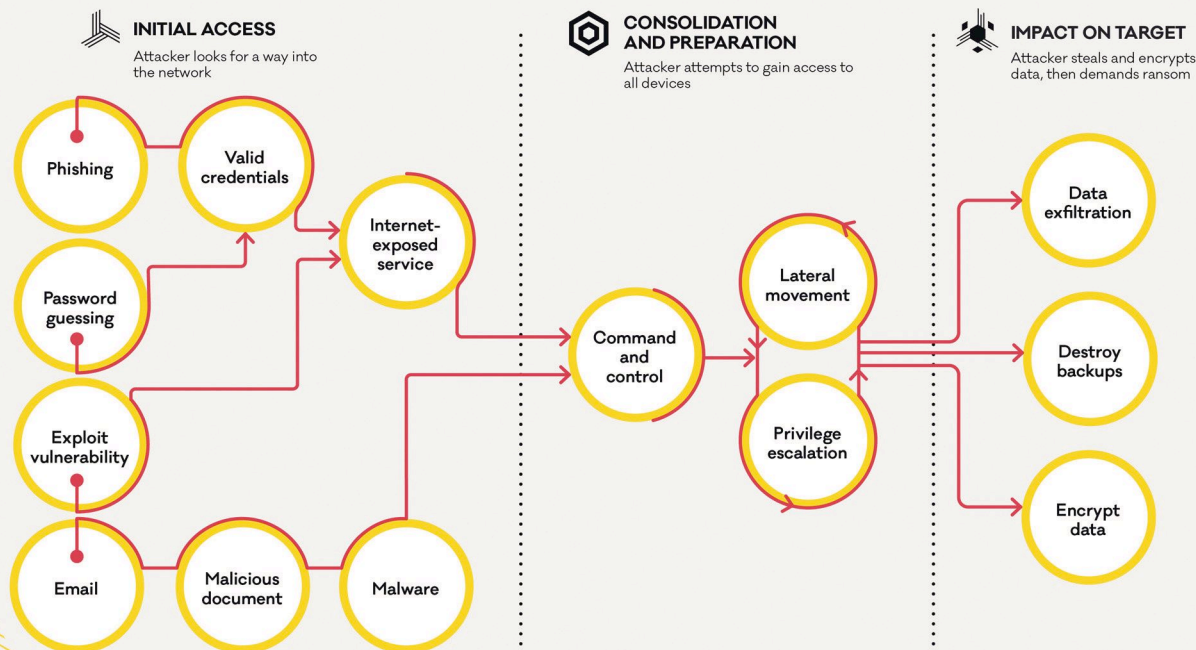 INITIAL ACCESS
Attacker looks for a way into
the network
CONSOLIDATION
AND PREPARATION
Attacker attempts to gain access to
all devices
IMPACT ON TARGET
Attacker steals and encrypts
data, then demands ransom
Phishing
Valid
credentials
Internet-
exposed
service
Password
guessing
Exploit
vulnerability
Email
Malicious
document
Malware
Command
and
control
Lateral
movement
Privilege
escalation
Data
exfiltration
Destroy
backups
Encrypt
data